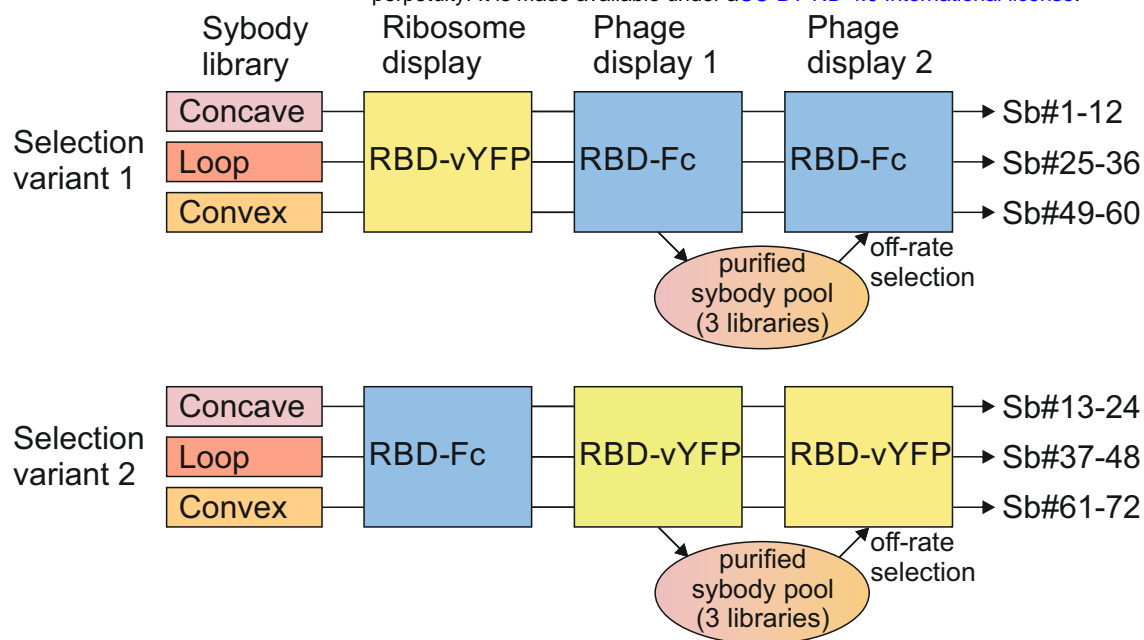 Sybody library
Ribosome display
Phage display 1
Phage display 2
Selection variant 1
Concave
Loop
Convex
RBD-vYFP
RBD-Fc
RBD-Fc
Sb#1-12
Sb#25-36
Sb#49-60
purified
sybody pool
(3 libraries)
off-rate
selection
Selection variant 2
Concave
Loop
Convex
RBD-Fc
RBD-vYFP
RBD-vYFP
Sb#13-24
Sb#37-48
Sb#61-72
purified
sybody pool
(3 libraries)
off-rate
selection